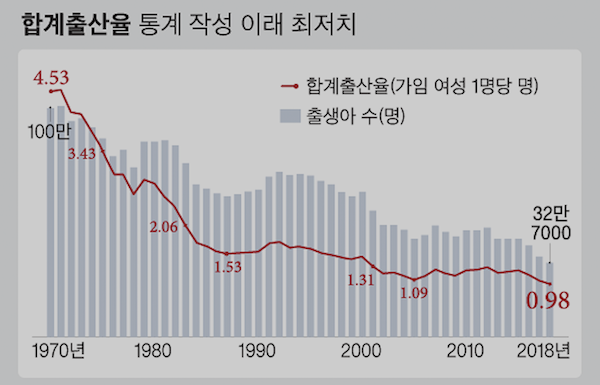 합계출산율 통계 작성 이래 최저치
4.53
합계출산율(가임 여성 1명당 명)
출생아 수(명)
100만
3.43
2.06
1.53
1.31
1.09
32만
7000
0.98
1970년
1980
1990
2000
2010
2018년